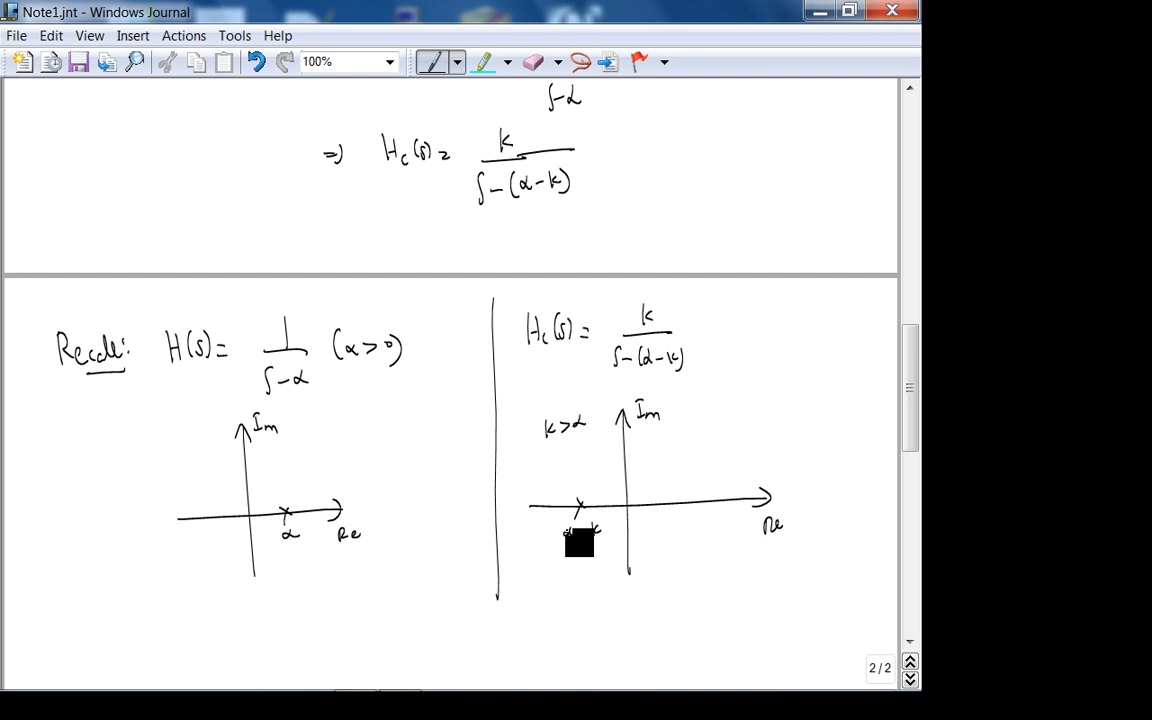 Note1.jnt - Windows Journal
File Edit View Insert Actions Tools Help
100%
s-α
=) Hc(s) = k
s-(α-k)
Recall: H(s) = 1 (α>0)
s-α
Im
α Re
Hc(s) = k
s-(α-k)
k>α Im
Re
2/2